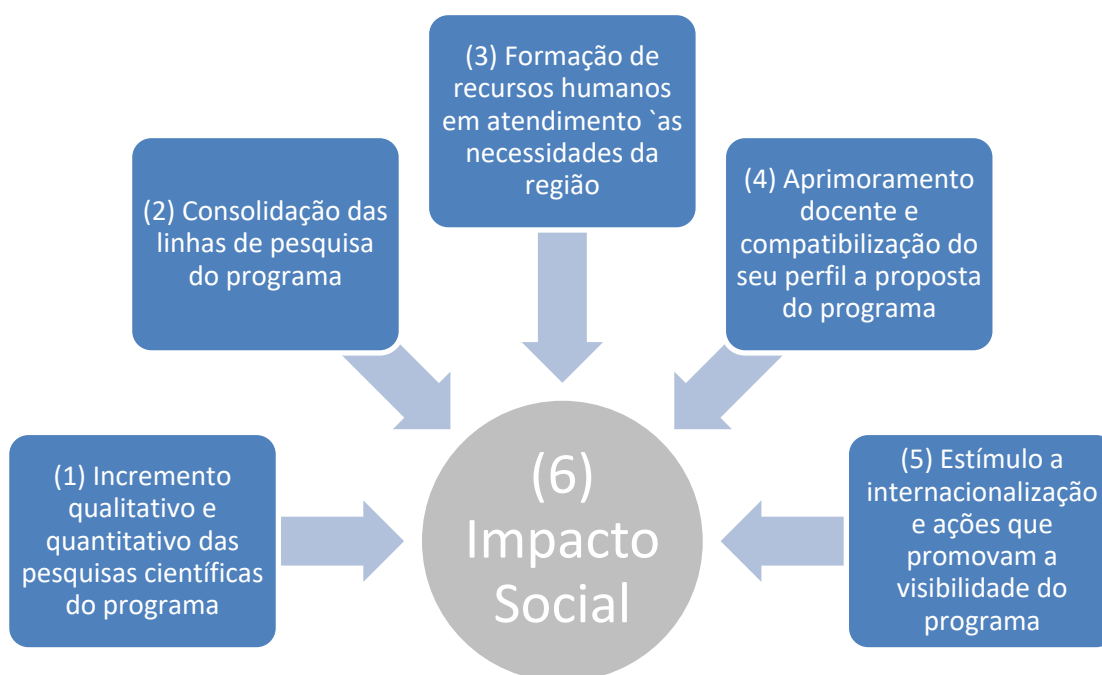 (1) Incremento
qualitativo e
quantitativo das
pesquisas científicas
do programa
(2) Consolidação das
linhas de pesquisa
do programa
(3) Formação de
recursos humanos
em atendimento `as
necessidades da
região
(4) Aprimoramento
docente e
compatibilização do
seu perfil a proposta
do programa
(5) Estímulo a
internacionalização
e ações que
promovam a
visibilidade do
programa
(6)
Impacto
Social